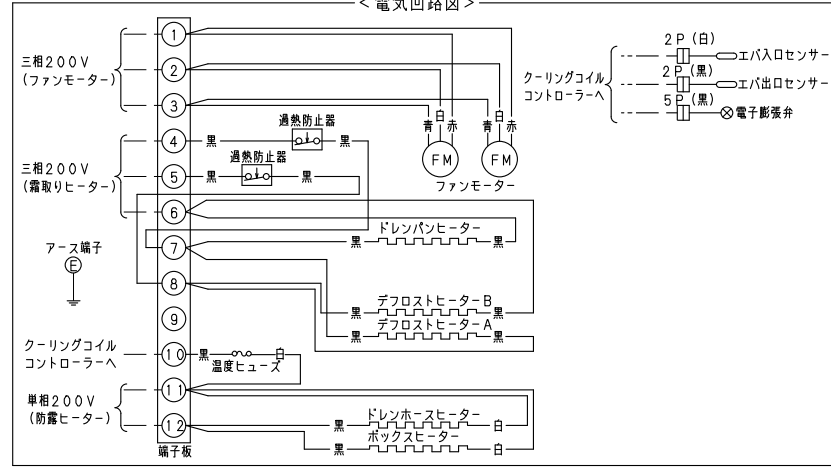 <電気回路図>
三相200V
(ファンモーター)
三相200V
(霜取りヒーター)
アース端子
E
クーリングコイル
コントローラーへ
単相200V
(防露ヒーター)
1
2
3
4
5
6
7
8
9
10
11
12
端子板
黒
過熱防止器
黒
黒
過熱防止器
黒
青
白
赤
青
白
赤
FM
FM
ファンモーター
クーリングコイル
コントローラーへ
2P(白)
エバ入口センサー
2P(黒)
エバ出口センサー
5P(黒)
電子膨張弁
黒
ドレンパンヒーター
黒
黒
デフロストヒーターB
黒
黒
デフロストヒーターA
黒
黒
温度ヒューズ
白
黒
ドレンホースヒーター
白
黒
ボックスヒーター
白